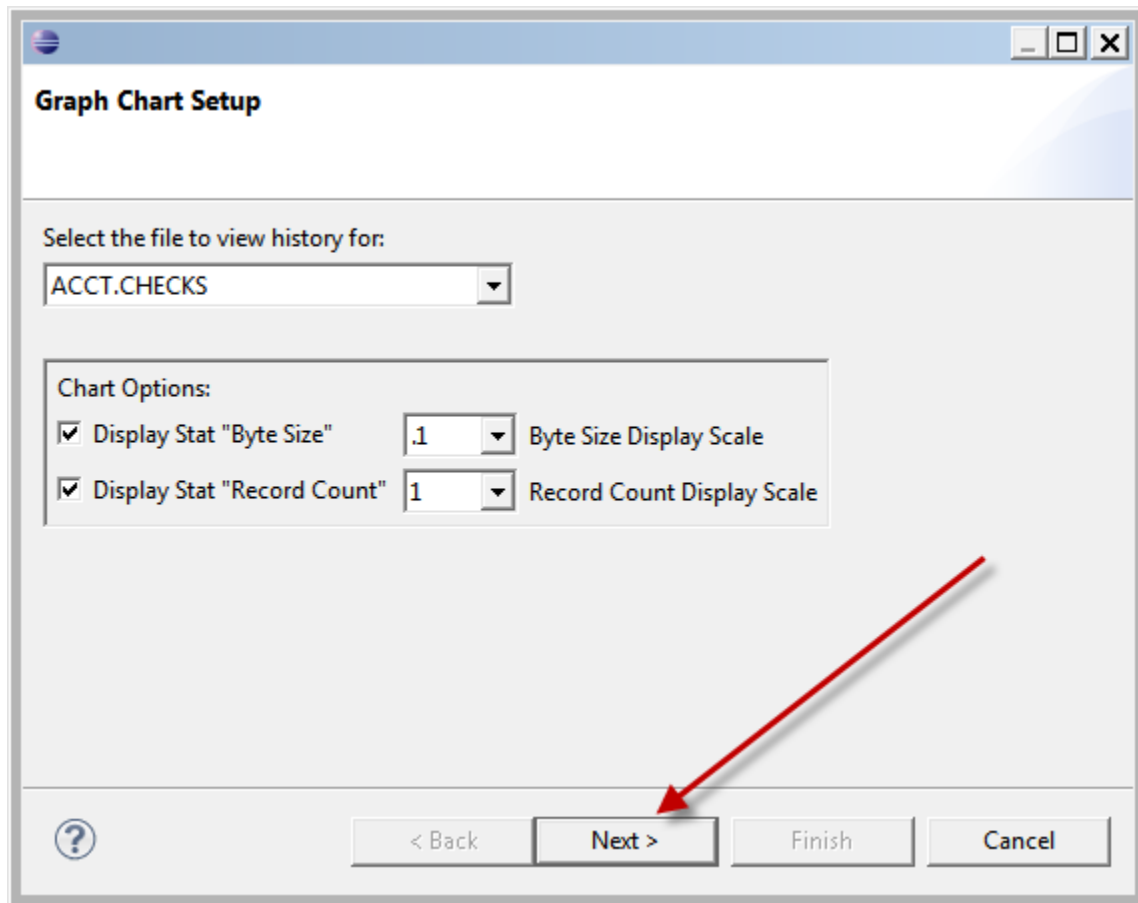 Graph Chart Setup
Select the file to view history for:
ACCT.CHECKS
Chart Options:
Display Stat "Byte Size" .1 Byte Size Display Scale
Display Stat "Record Count" 1 Record Count Display Scale
? < Back Next > Finish Cancel